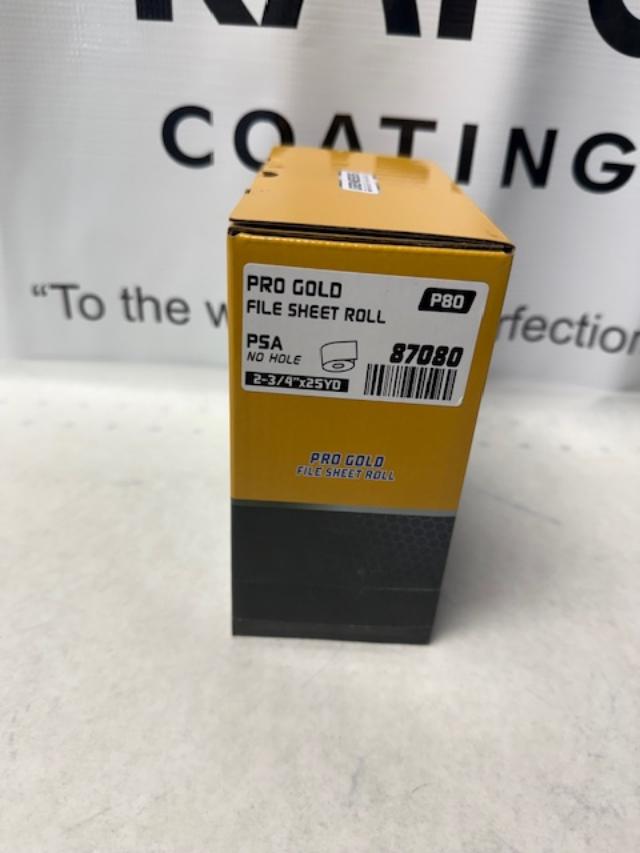 COATING
"To the
erfection
PRO GOLD
P80
FILE SHEET ROLL
PSA
NO HOLE
87080
2-3/4"x25YD
PRO GOLD
FILE SHEET ROLL